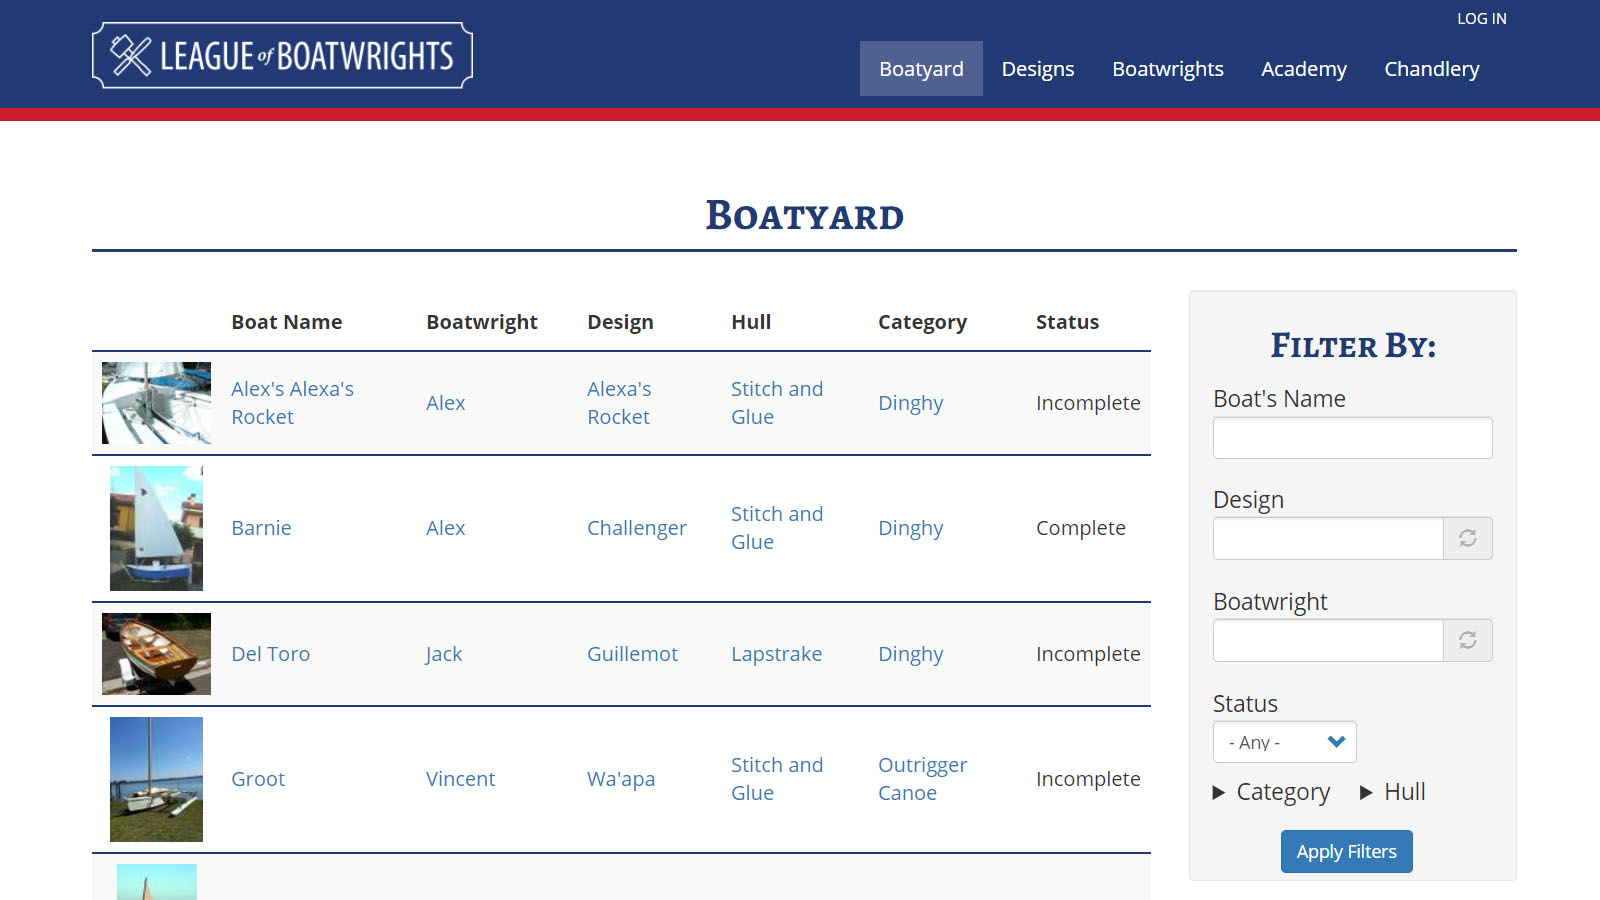 LOG IN
LEAGUE of BOATWRIGHTS
Boatyard Designs Boatwrights Academy Chandlery
Boatyard
Boat Name Boatwright Design Hull Category Status
Alex's Alexa's Rocket Alex Alexa's Rocket Stitch and Glue Dinghy Incomplete
Barnie Alex Challenger Stitch and Glue Dinghy Complete
Del Toro Jack Guillemot Lapstrake Dinghy Incomplete
Groot Vincent Wa'apa Stitch and Glue Outrigger Canoe Incomplete
Filter By:
Boat's Name
Design
Boatwright
Status
- Any -
Category Hull
Apply Filters